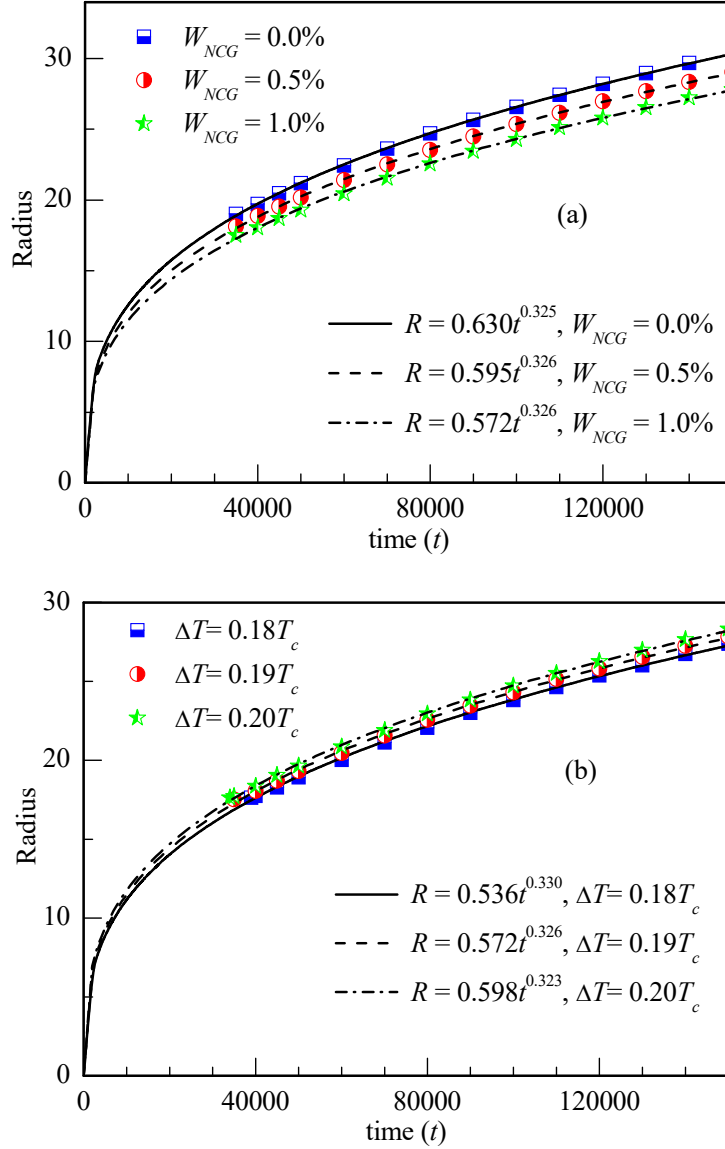 30
20
10
0
Radius
W_NCG = 0.0%
W_NCG = 0.5%
W_NCG = 1.0%
(a)
R = 0.630t^0.325, W_NCG = 0.0%
R = 0.595t^0.326, W_NCG = 0.5%
R = 0.572t^0.326, W_NCG = 1.0%
0 40000 80000 120000
time (t)
30
20
10
0
Radius
ΔT= 0.18T_c
ΔT= 0.19T_c
ΔT= 0.20T_c
(b)
R = 0.536t^0.330, ΔT= 0.18T_c
R = 0.572t^0.326, ΔT= 0.19T_c
R = 0.598t^0.323, ΔT= 0.20T_c
0 40000 80000 120000
time (t)